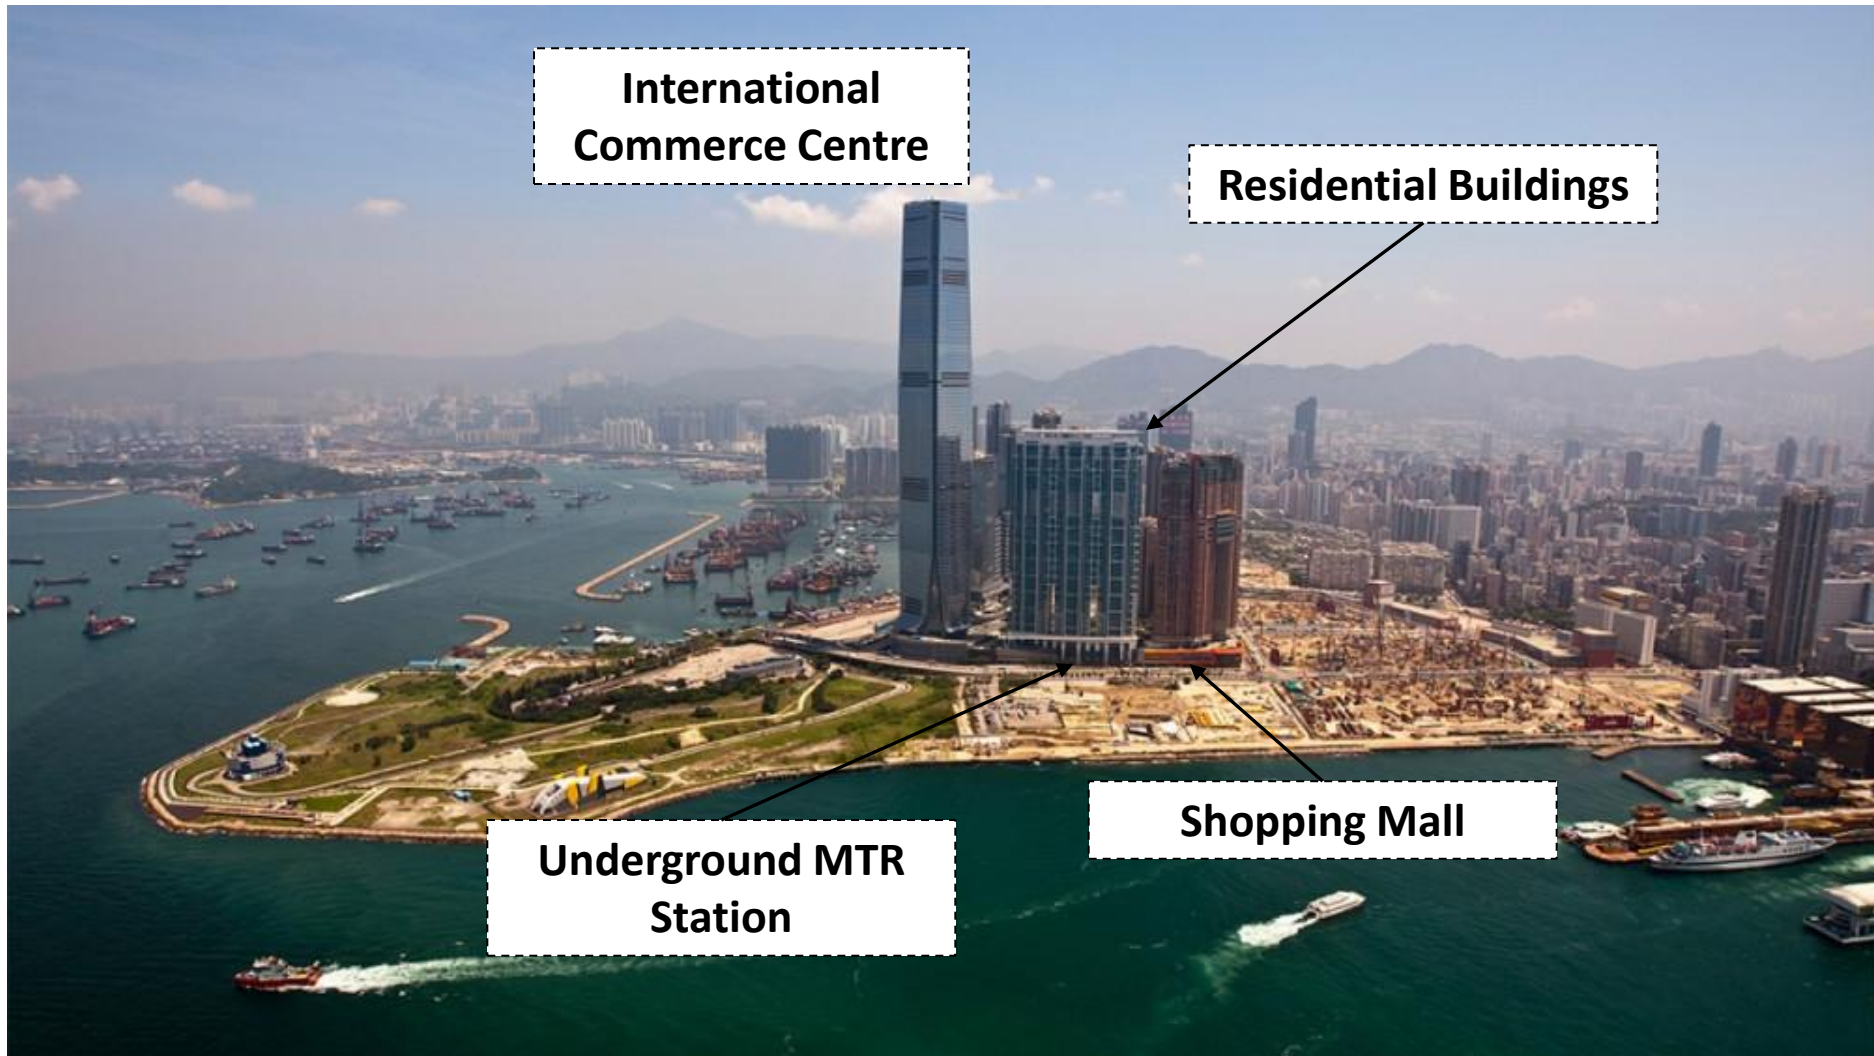 International
Commerce Centre
Residential Buildings
Shopping Mall
Underground MTR
Station